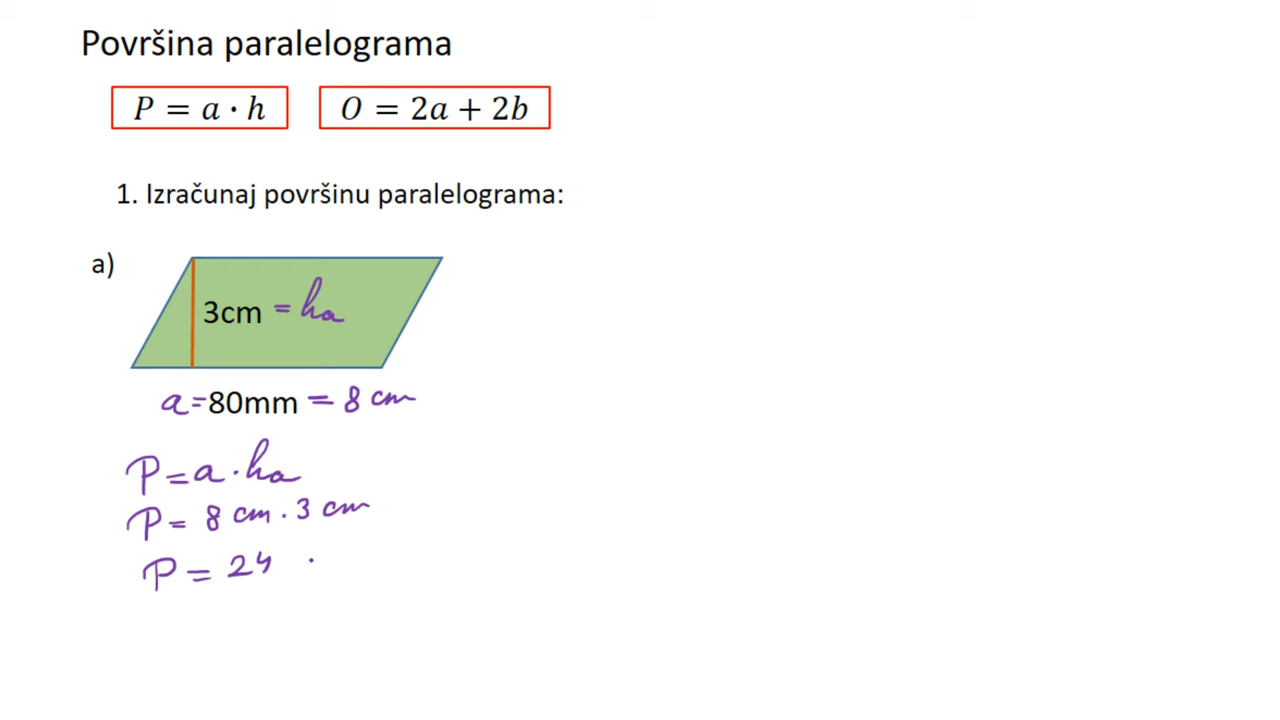 Površina paralelograma
P = a · h O = 2a + 2b
1. Izračunaj površinu paralelograma:
a)
3cm = ha
a=80mm = 8 cm
P = a · ha
P = 8 cm · 3 cm
P = 24 ·